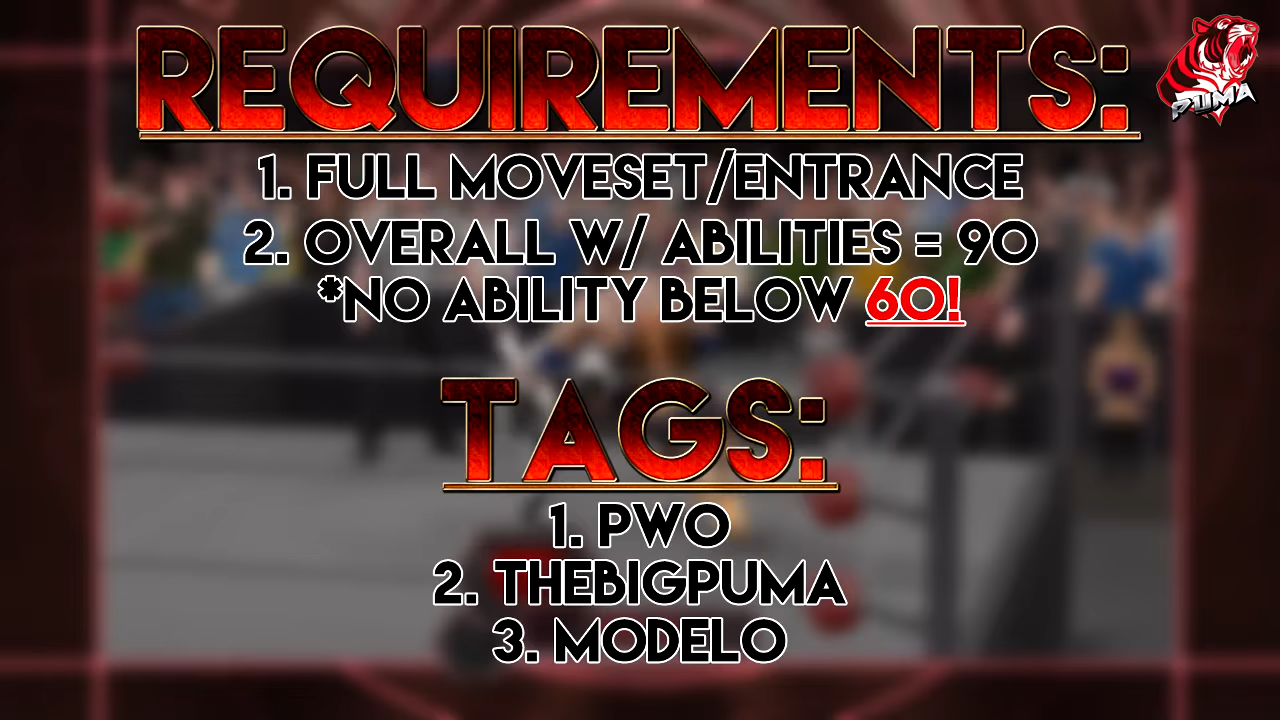 REQUIREMENTS:
PUMA
1. FULL MOVESET/ENTRANCE
2. OVERALL W/ ABILITIES = 90
*NO ABILITY BELOW 60!
TAGS:
1. PWO
2. THEBIGPUMA
3. MODELO